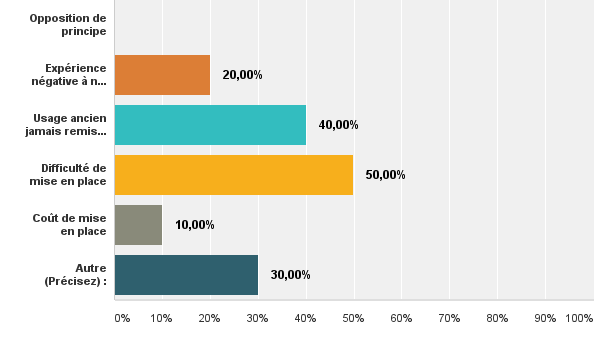 Opposition de
principe
Expérience
négative à n...
20,00%
Usage ancien
jamais remis...
40,00%
Difficulté de
mise en place
50,00%
Coût de mise
en place
10,00%
Autre
(Précisez) :
30,00%
0% 10% 20% 30% 40% 50% 60% 70% 80% 90% 100%